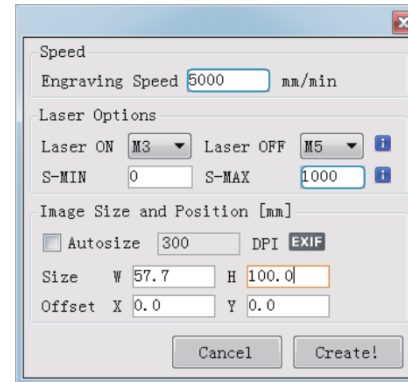 Speed
Engraving Speed 5000 mm/min
Laser Options
Laser ON M3 Laser OFF M5
S-MIN 0 S-MAX 1000
Image Size and Position [mm]
Autosize 300 DPI EXIF
Size W 57.7 H 100.0
Offset X 0.0 Y 0.0
Cancel Create!